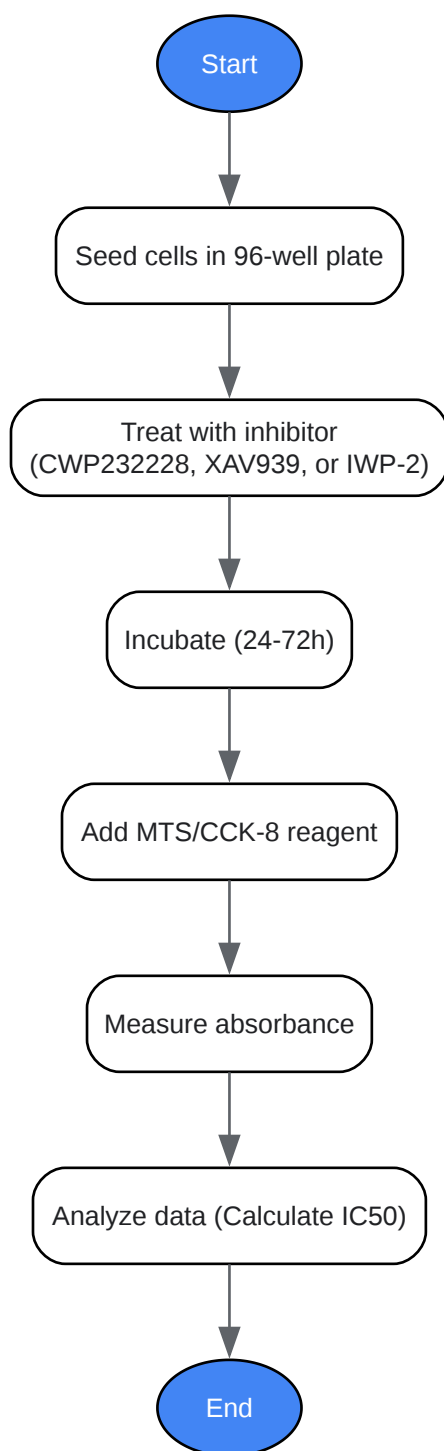 Start
Seed cells in 96-well plate
Treat with inhibitor
(CWP232228, XAV939, or IWP-2)
Incubate (24-72h)
Add MTS/CCK-8 reagent
Measure absorbance
Analyze data (Calculate IC50)
End